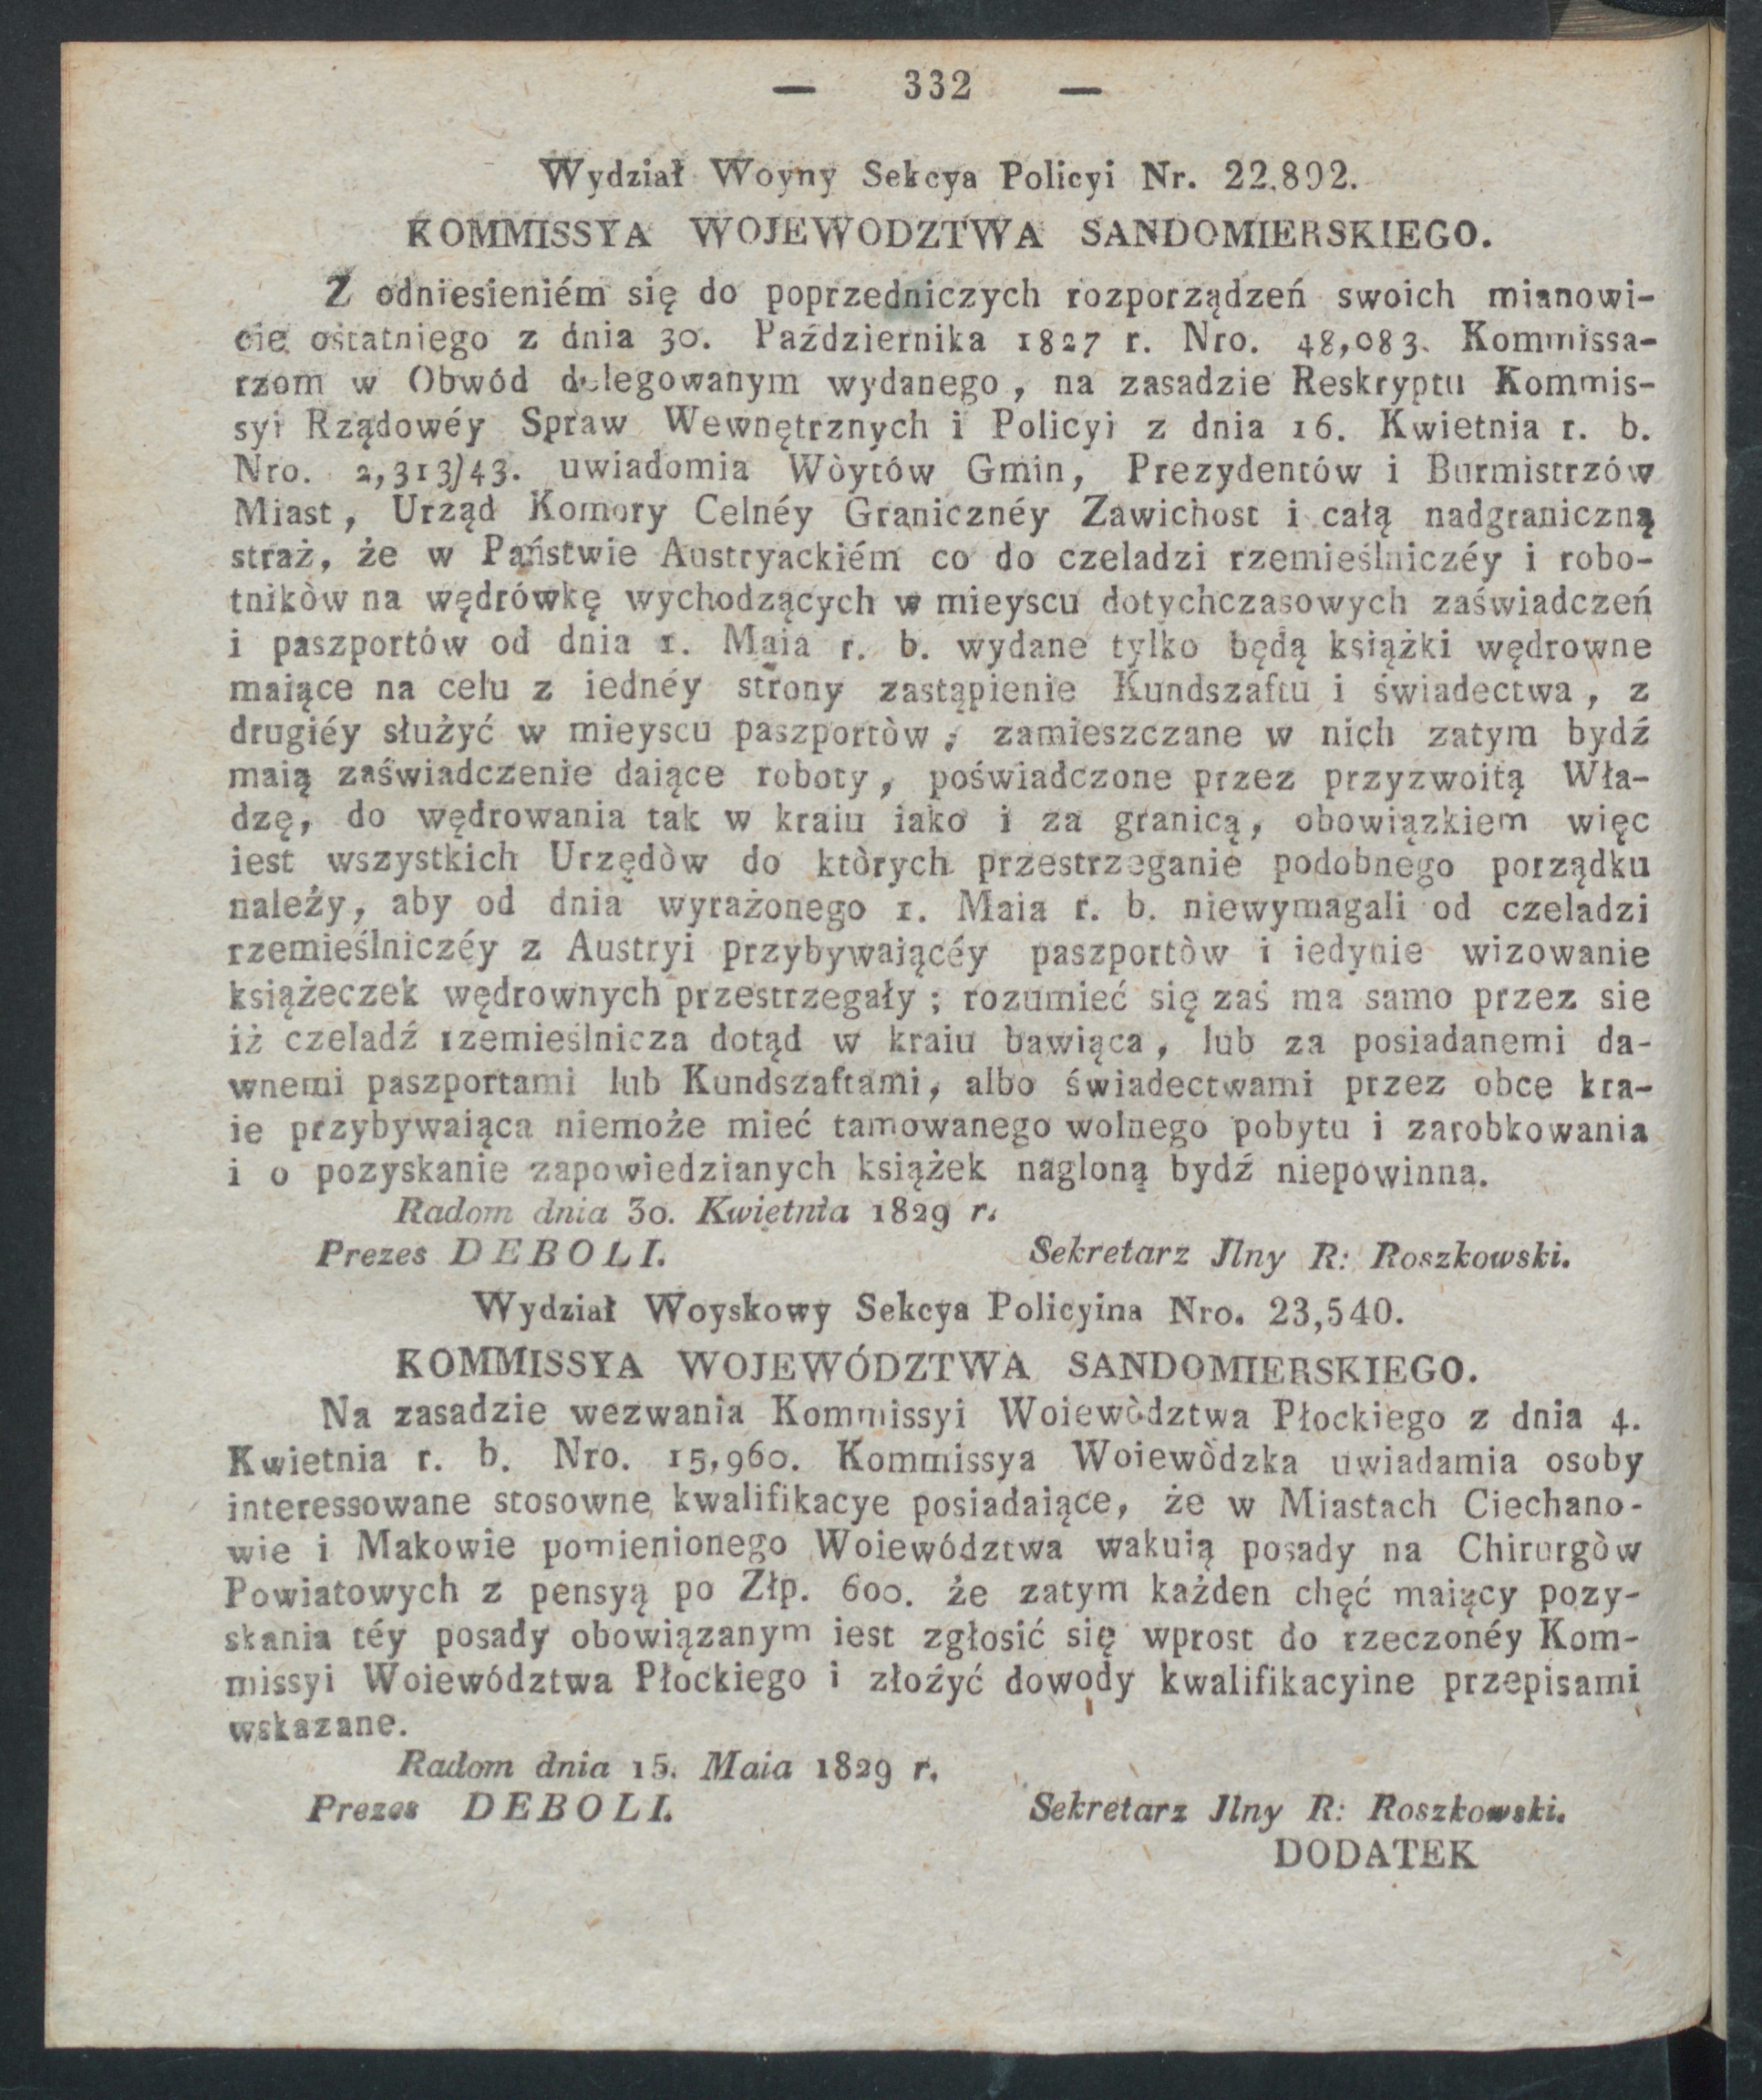 — 332 —
Wydział Woyny Sekcya Policyi Nr. 22.892.
KOMMISSYA WOJEWODZTWA SANDOMIERSKIEGO.
Z odniesieniém się do poprzedniczych rozporządzeń swoich mianowi-
cie ostatniego z dnia 30. Października 1827 r. Nro. 48,083. Kommissa-
rzom w Obwód delegowanym wydanego, na zasadzie Reskryptu Kommis-
syi Rządowéy Spraw Wewnętrznych i Policyi z dnia 16. Kwietnia r. b.
Nro. 2,313)43. uwiadomia Wòytów Gmin, Prezydentów i Burmistrzów
Miast, Urząd Komory Celnéy Granicznéy Zawichost i całą nadgraniczną
straż, że w Państwie Austryackiém co do czeladzi rzemieślniczéy i robo-
tnikòw na wędrówkę wychodzących w mieyscu dotychczasowych zaświadczeń
i paszportów od dnia 1. Maia r. b. wydane tylko będą książki wędrowne
maiące na celu z iednéy strony zastąpienie Kundszaftu i świadectwa, z
drugiéy służyć w mieyscu paszportòw, zamieszczane w nich zatym bydź
maią zaświadczenie daiące roboty, poświadczone przez przyzwoitą Wła-
dzę, do wędrowania tak w kraiu iako i za granicą, obowiązkiem więc
iest wszystkich Urzędòw do ktòrych przestrzeganie podobnego porządku
należy, aby od dnia wyrażonego 1. Maia r. b. niewymagali od czeladzi
rzemieślniczéy z Austryi przybywaiącéy paszportòw i iedynie wizowanie
książeczek wędrownych przestrzegały; rozumieć się zaś ma samo przez sie
iż czeladź rzemieślnicza dotąd w kraiu bawiąca, lub za posiadanemi da-
wnemi paszportami lub Kundszaftami, albo świadectwami przez obce kra-
ie przybywaiąca niemoże mieć tamowanego wolnego pobytu i zarobkowania
i o pozyskanie zapowiedzianych książek nagloną bydź niepowinna.
Radom dnia 30. Kwietnia 1829 r.
Prezes DEBOLI. Sekretarz Jlny R: Roszkowski.
Wydział Woyskowy Sekcya Policyina Nro. 23,540.
KOMMISSYA WOJEWÓDZTWA SANDOMIERSKIEGO.
Na zasadzie wezwania Kommissyi Woiewòdztwa Płockiego z dnia 4.
Kwietnia r. b. Nro. 15,960. Kommissya Woiewòdzka uwiadamia osoby
interessowane stosowne kwalifikacye posiadaiące, że w Miastach Ciechano-
wie i Makowie pomienionego Woiewództwa wakuią posady na Chirurgòw
Powiatowych z pensyą po Złp. 600. że zatym każden chęć maiący pozy-
skania téy posady obowiązanym iest zgłosić się wprost do rzeczonéy Kom-
missyi Woiewództwa Płockiego i złożyć dowody kwalifikacyine przepisami
wskazane.
Radom dnia 15. Maia 1829 r.
Prezes DEBOLI. Sekretarz Jlny R: Roszkowski.
DODATEK